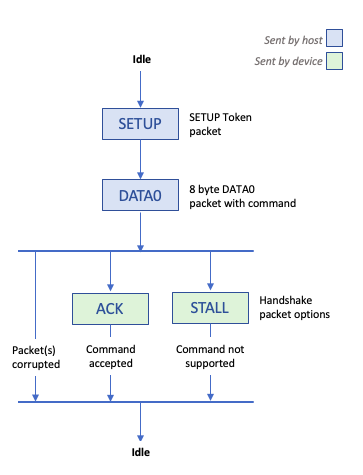 Sent by host
Sent by device
Idle
SETUP
SETUP Token
packet
DATA0
8 byte DATA0
packet with command
ACK
STALL
Handshake
packet options
Packet(s)
corrupted
Command
accepted
Command not
supported
Idle